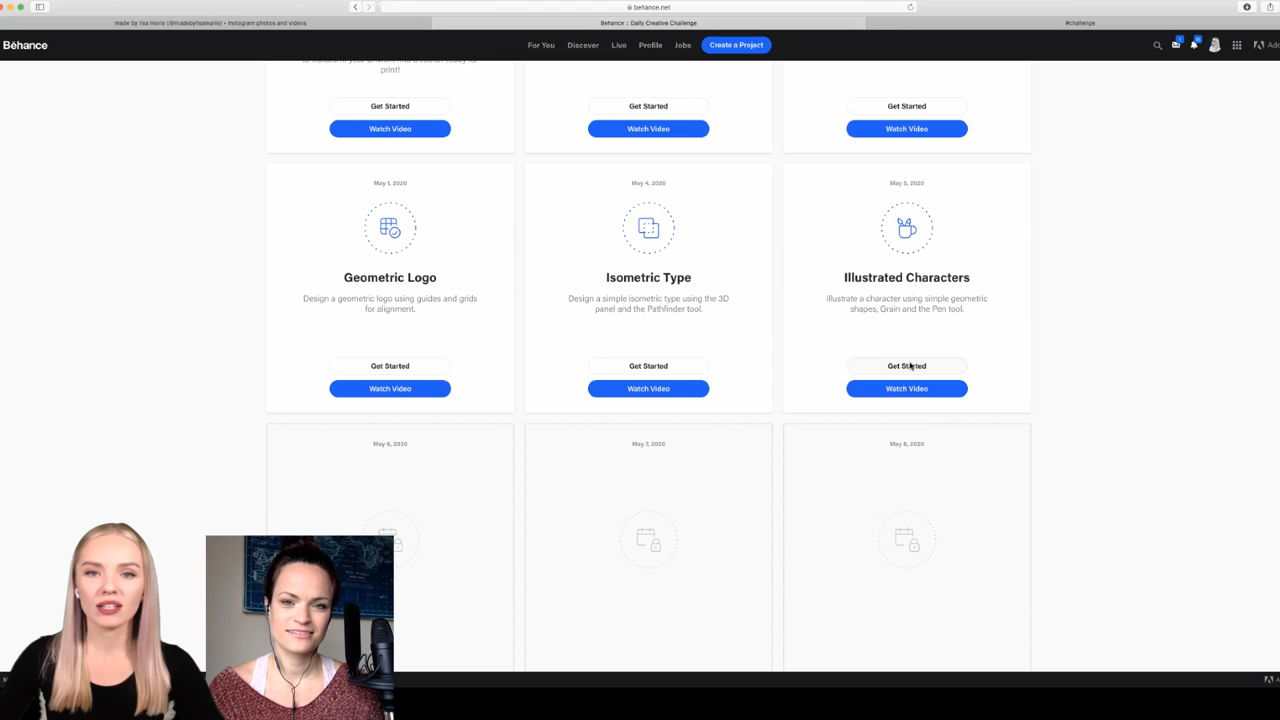 behance.net
made by lisa marie (@madebylisamarie) • Instagram photos and videos
Behance :: Daily Creative Challenge
#challenge
Bēhance
For You
Discover
Live
Profile
Jobs
Create a Project
print!
Get Started
Watch Video
Get Started
Watch Video
Get Started
Watch Video
May 1, 2020
Geometric Logo
Design a geometric logo using guides and grids
for alignment.
Get Started
Watch Video
May 4, 2020
Isometric Type
Design a simple isometric type using the 3D
panel and the Pathfinder tool.
Get Started
Watch Video
May 5, 2020
Illustrated Characters
Illustrate a character using simple geometric
shapes, Grain and the Pen tool.
Get Started
Watch Video
May 6, 2020
May 7, 2020
May 8, 2020